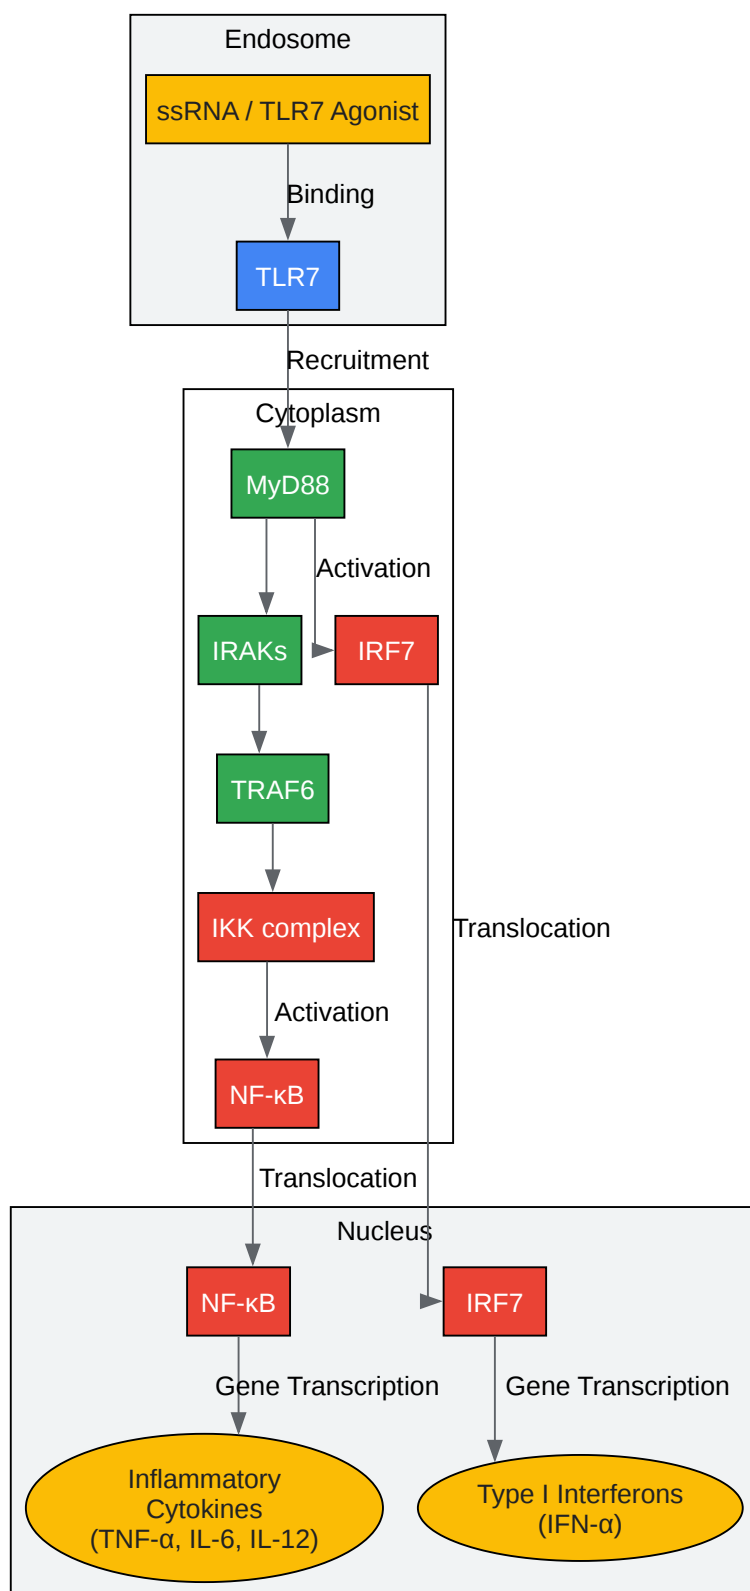 Endosome
ssRNA / TLR7 Agonist
Binding
TLR7
Recruitment
Cytoplasm
MyD88
Activation
IRAKs
IRF7
TRAF6
IKK complex
Translocation
Activation
NF-κB
Translocation
Nucleus
NF-κB
IRF7
Gene Transcription
Gene Transcription
Inflammatory
Cytokines
(TNF-α, IL-6, IL-12)
Type I Interferons
(IFN-α)